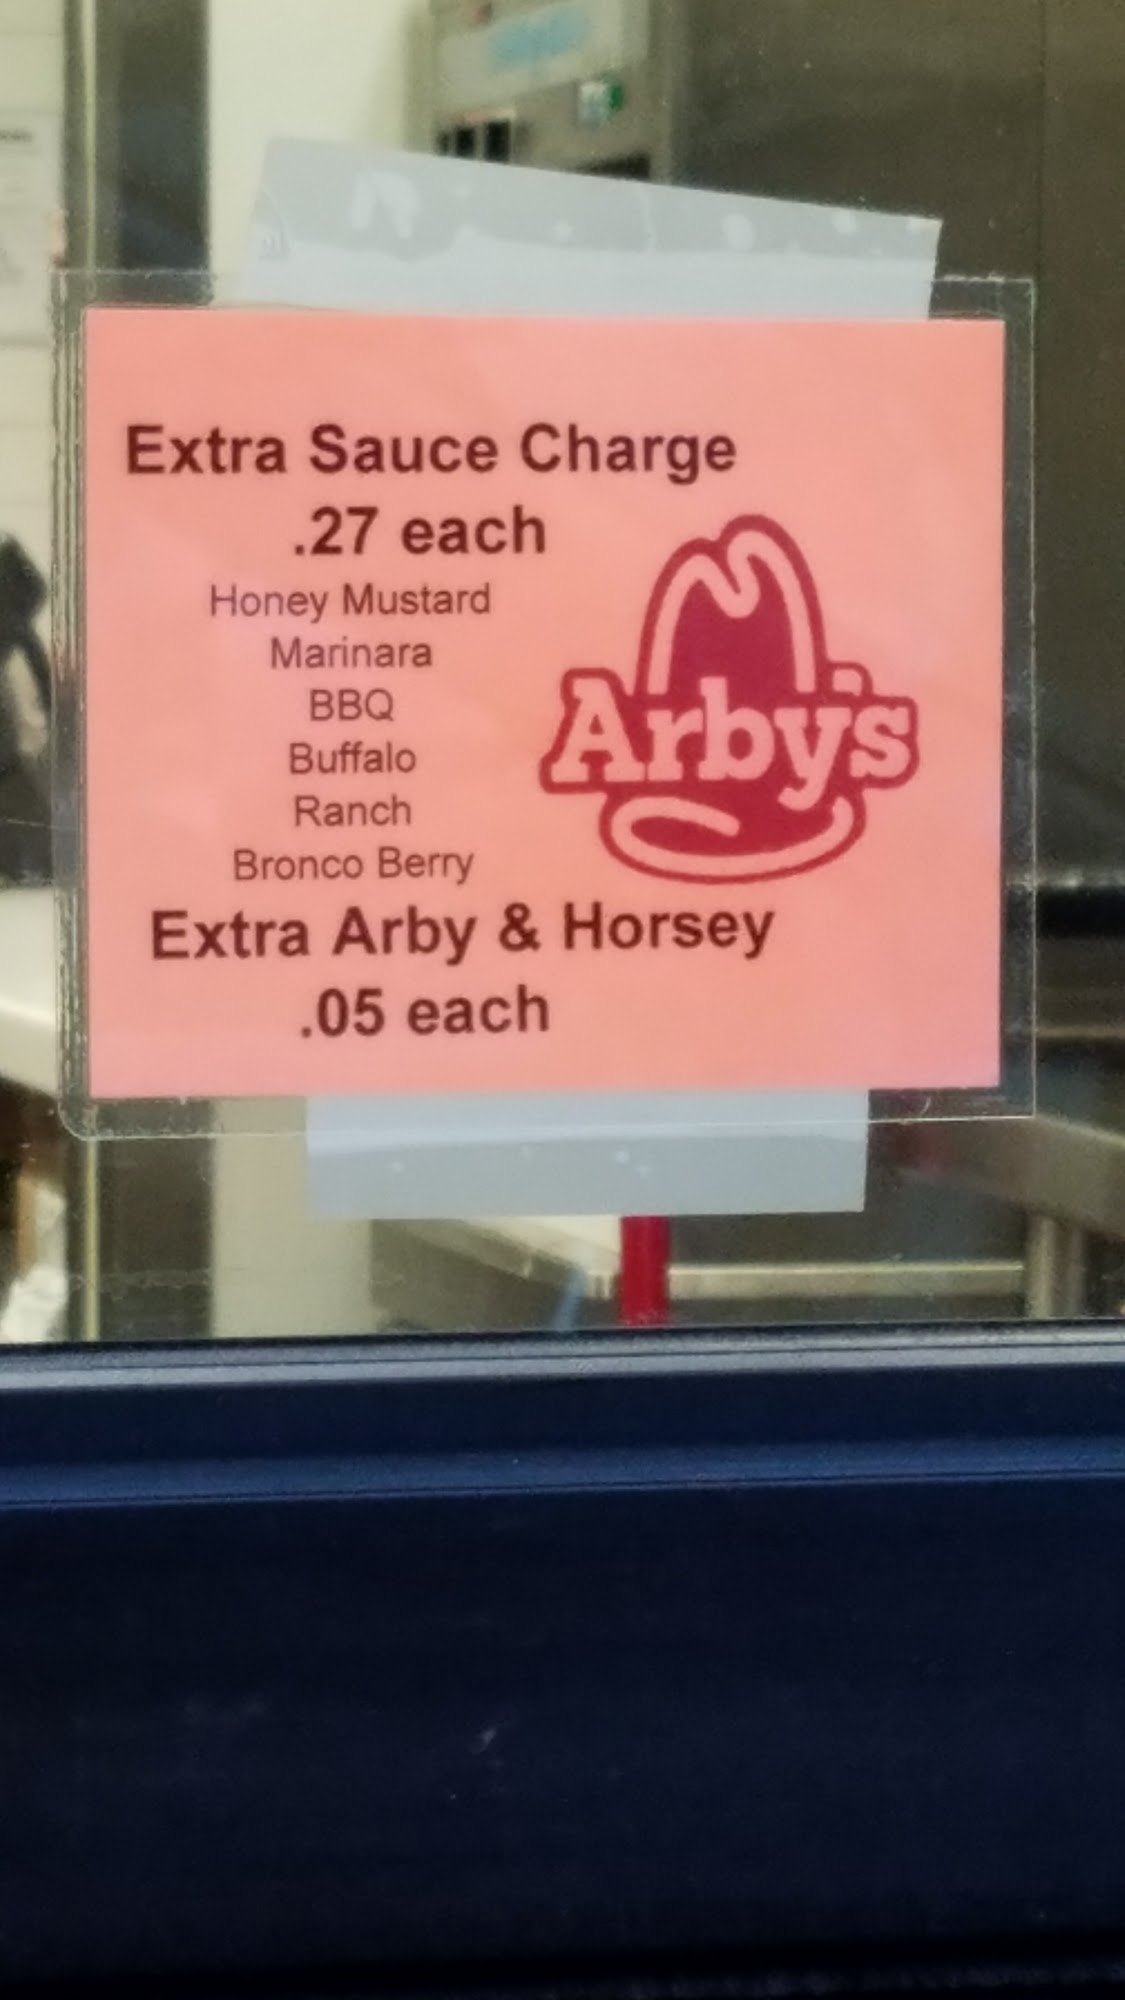 Extra Sauce Charge
.27 each
Honey Mustard
Marinara
BBQ
Buffalo
Ranch
Bronco Berry
Arby's
Extra Arby & Horsey
.05 each